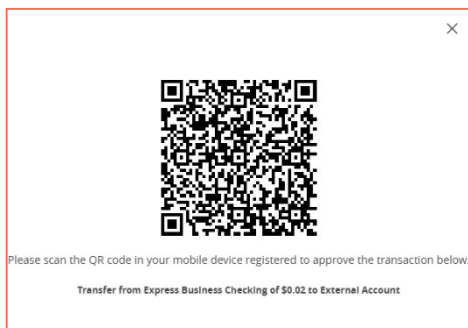 Please scan the QR code in your mobile device registered to approve the transaction below.
Transfer from Express Business Checking of $0.02 to External Account